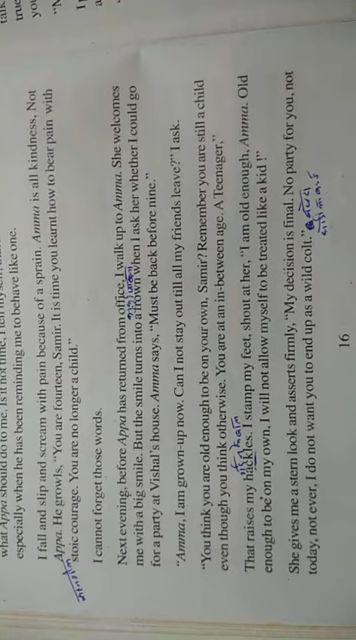 what Appa should do to me. Is it not time, I tell myself
especially when he has been reminding me to behave like one.
I fall and slip and scream with pain because of a sprain. Amma is all kindness, Not
Appa. He growls, “You are fourteen, Samir. It is time you learnt how to bear pain with
stoic courage. You are no longer a child.”
I cannot forget those words.
Next evening, before Appa has returned from office, I walk up to Amma. She welcomes
me with a big smile. But the smile turns into a frown when I ask her whether I could go
for a party at Vishal's house. Amma says, “Must be back before nine.”
“Amma, I am grown-up now. Can I not stay out till all my friends leave?” I ask.
“You think you are old enough to be on your own, Samir? Remember you are still a child
even though you think otherwise. You are at an in-between age. A Teenager,”
That raises my hackles. I stamp my feet, shout at her, “I am old enough, Amma. Old
enough to be on my own. I will not allow myself to be treated like a kid !”
She gives me a stern look and asserts firmly, “My decision is final. No party for you, not
today, not ever, I do not want you to end up as a wild colt.”
16